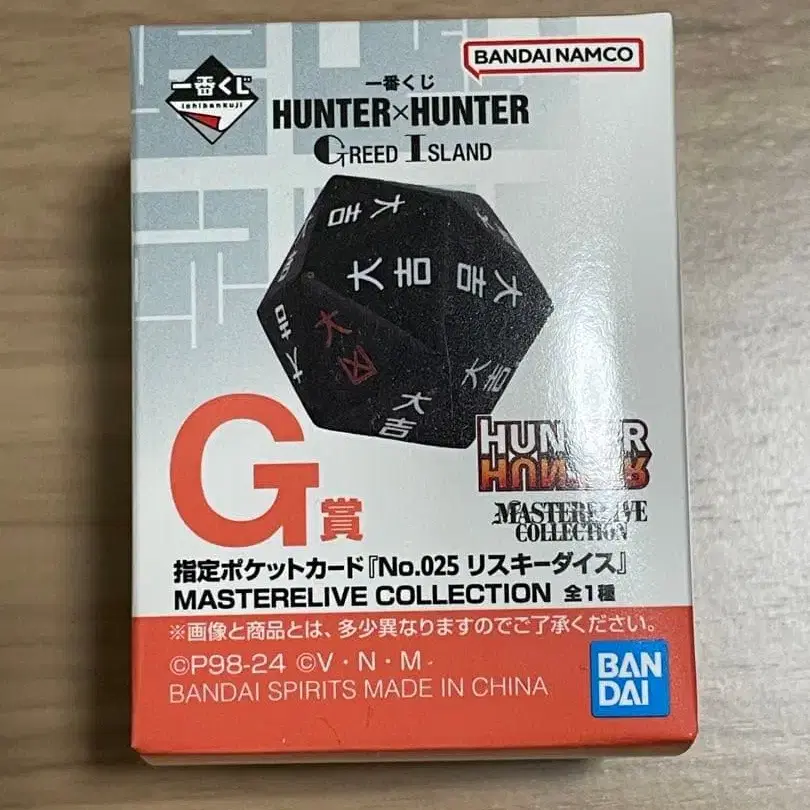 一番くじ
ichibankuji
BANDAI NAMCO
一番くじ
HUNTER×HUNTER
GREED ISLAND
大吉
大吉
大吉
大吉
大凶
大吉
大吉
G賞
HUNTER
HUNTER
MASTERELIVE
COLLECTION
指定ポケットカード『No.025 リスキーダイス』
MASTERELIVE COLLECTION 全1種
※画像と商品とは、多少異なりますのでご了承ください。
©P98-24 ©V・N・M
BANDAI SPIRITS MADE IN CHINA
BAN
DAI